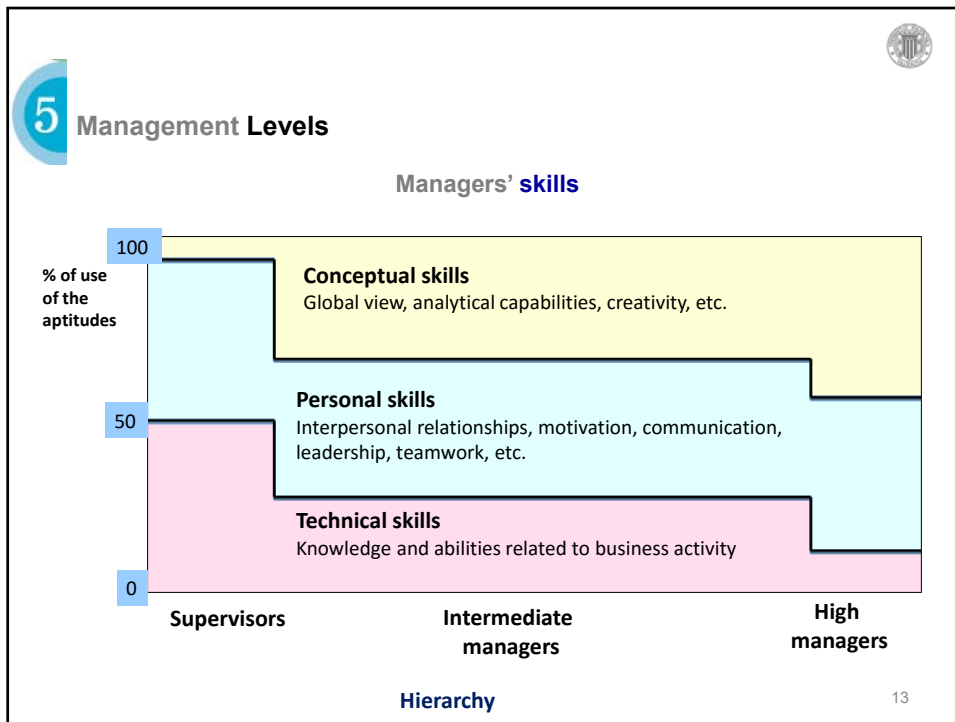 5
Management Levels
Managers’ skills
100
% of use
of the
aptitudes
Conceptual skills
Global view, analytical capabilities, creativity, etc.
50
Personal skills
Interpersonal relationships, motivation, communication,
leadership, teamwork, etc.
Technical skills
Knowledge and abilities related to business activity
0
Supervisors
Intermediate
managers
High
managers
Hierarchy
13